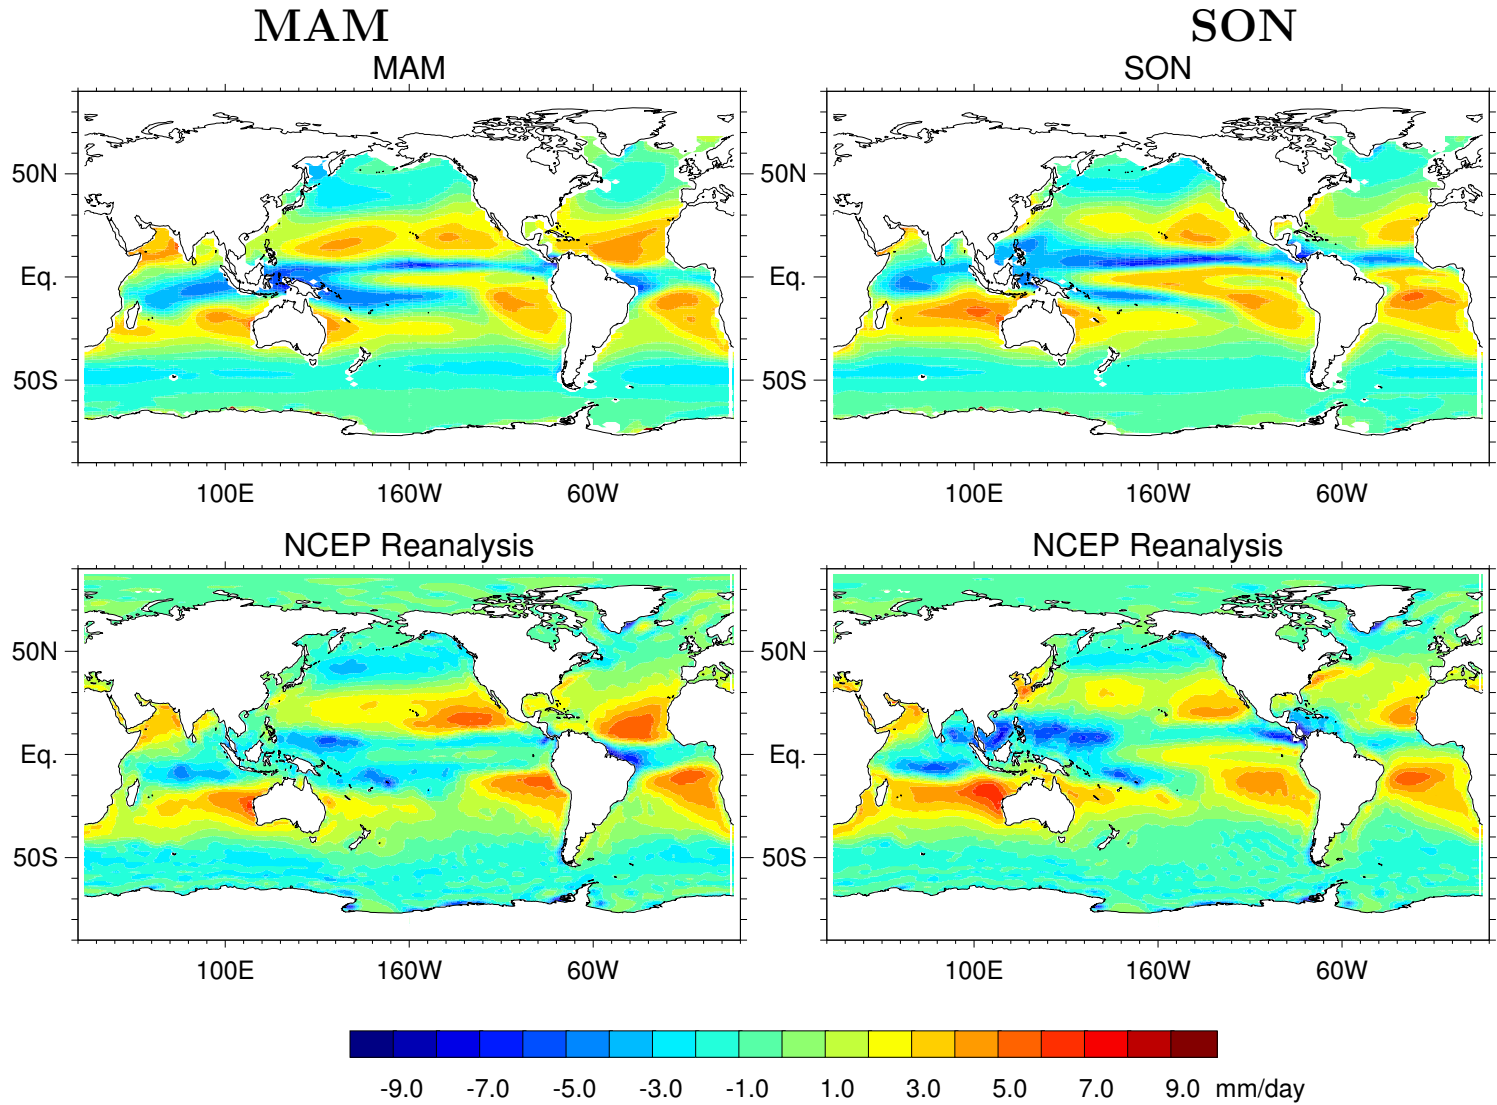 MAM SON
MAM SON
50N 50N
Eq. Eq.
50S 50S
100E 160W 60W 100E 160W 60W
NCEP Reanalysis NCEP Reanalysis
50N 50N
Eq. Eq.
50S 50S
100E 160W 60W 100E 160W 60W
-9.0 -7.0 -5.0 -3.0 -1.0 1.0 3.0 5.0 7.0 9.0 mm/day